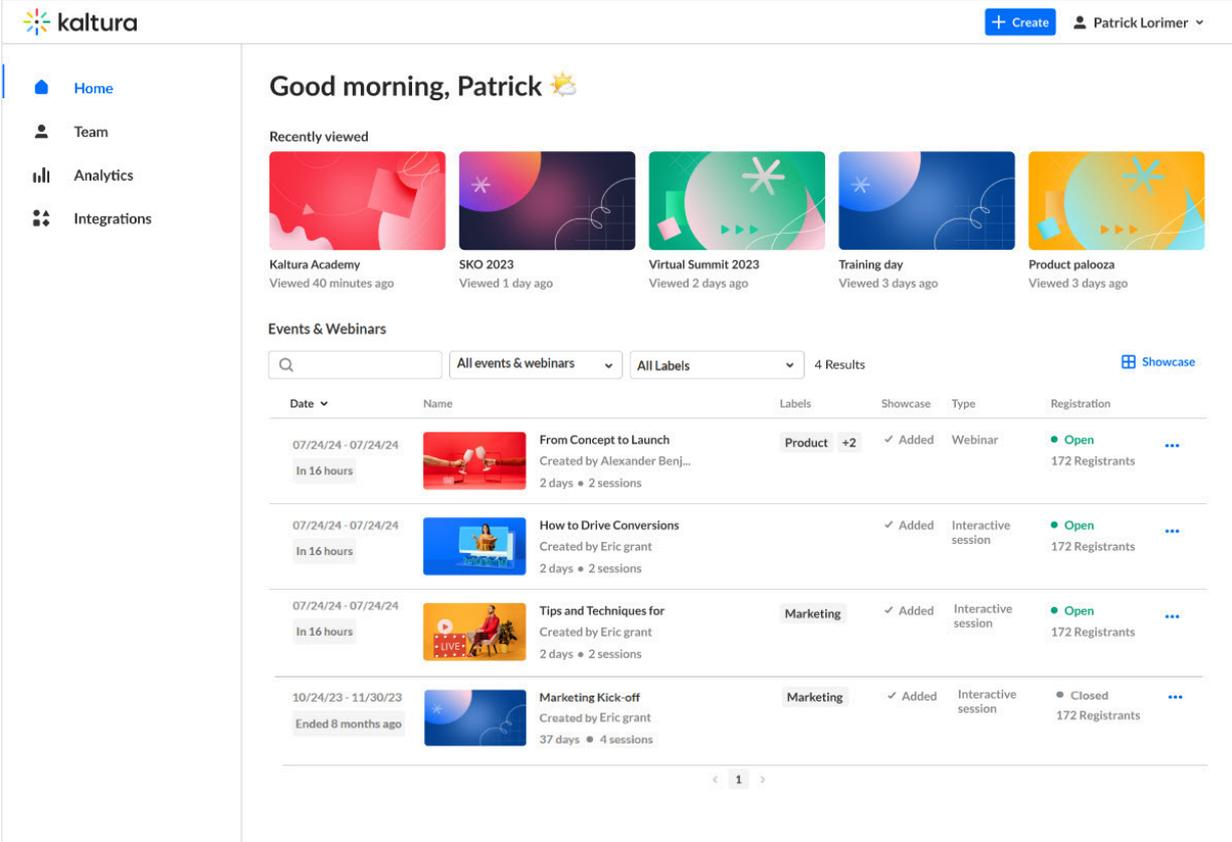 kaltura
Create
Patrick Lorimer
Home
Team
Analytics
Integrations
Good morning, Patrick
Recently viewed
Kaltura Academy
Viewed 40 minutes ago
SKO 2023
Viewed 1 day ago
Virtual Summit 2023
Viewed 2 days ago
Training day
Viewed 3 days ago
Product palooza
Viewed 3 days ago
Events & Webinars
All events & webinars
All Labels
4 Results
Showcase
Date Name Labels Showcase Type Registration
07/24/24 - 07/24/24
In 16 hours
From Concept to Launch
Created by Alexander Benj...
2 days • 2 sessions
Product +2
Added
Webinar
Open
172 Registrants
07/24/24 - 07/24/24
In 16 hours
How to Drive Conversions
Created by Eric grant
2 days • 2 sessions
Added
Interactive
session
Open
172 Registrants
07/24/24 - 07/24/24
In 16 hours
LIVE
Tips and Techniques for
Created by Eric grant
2 days • 2 sessions
Marketing
Added
Interactive
session
Open
172 Registrants
10/24/23 - 11/30/23
Ended 8 months ago
Marketing Kick-off
Created by Eric grant
37 days • 4 sessions
Marketing
Added
Interactive
session
Closed
172 Registrants
1